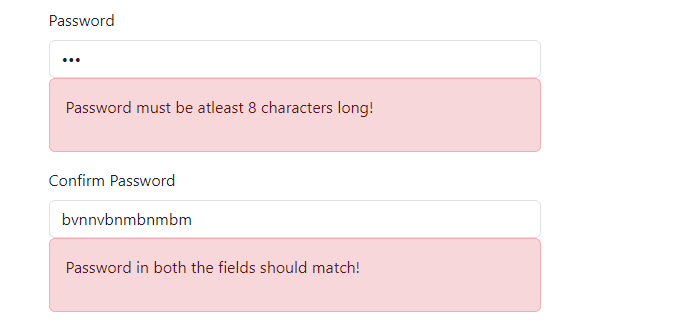 Password
•••
Password must be atleast 8 characters long!
Confirm Password
bvnnvbnmbnmbm
Password in both the fields should match!